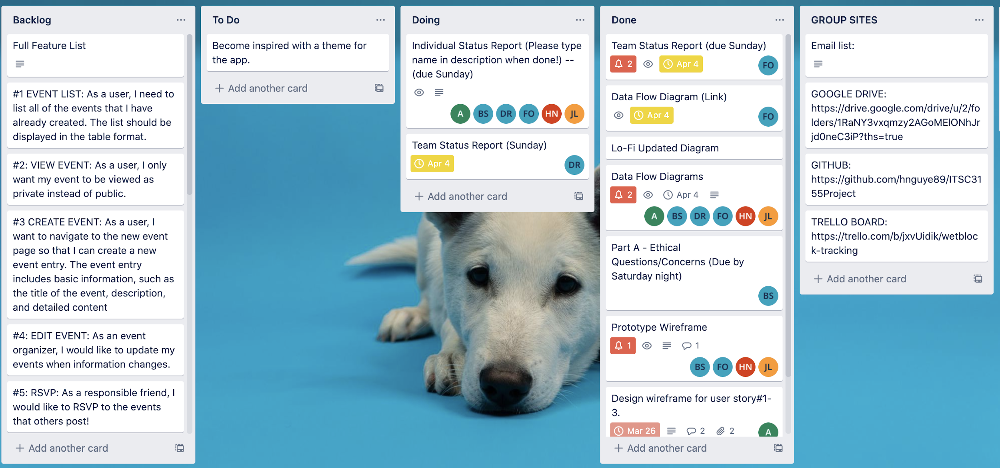 Backlog
Full Feature List
#1 EVENT LIST: As a user, I need to
list all of the events that I have
already created. The list should be
displayed in the table format.
#2: VIEW EVENT: As a user, I only
want my event to be viewed as
private instead of public.
#3 CREATE EVENT: As a user, I
want to navigate to the new event
page so that I can create a new
event entry. The event entry
includes basic information, such as
the title of the event, description,
and detailed content
#4: EDIT EVENT: As an event
organizer, I would like to update my
events when information changes.
#5: RSVP: As a responsible friend, I
would like to RSVP to the events
that others post!
Add another card
To Do
Become inspired with a theme for
the app.
Add another card
Doing
Individual Status Report (Please type
name in description when done!) --
(due Sunday)
A BS DR FO HN JL
Team Status Report (Sunday)
Apr 4
DR
Add another card
Done
Team Status Report (due Sunday)
2 Apr 4 FO
Data Flow Diagram (Link)
Apr 4 FO
Lo-Fi Updated Diagram
Data Flow Diagrams
2 Apr 4
A BS DR FO HN JL
Part A - Ethical
Questions/Concerns (Due by
Saturday night)
BS
Prototype Wireframe
1 1
BS FO HN JL
Design wireframe for user story#1-
3.
Mar 26 2 2 A
Add another card
GROUP SITES
Email list:
GOOGLE DRIVE:
https://drive.google.com/drive/u/2/fo
lders/1RaNY3vxqmzy2AGoMElONhJr
jd0neC3iP?ths=true
GITHUB:
https://github.com/hnguye89/ITSC31
55Project
TRELLO BOARD:
https://trello.com/b/jxvUidik/wetbloc
k-tracking
Add another card